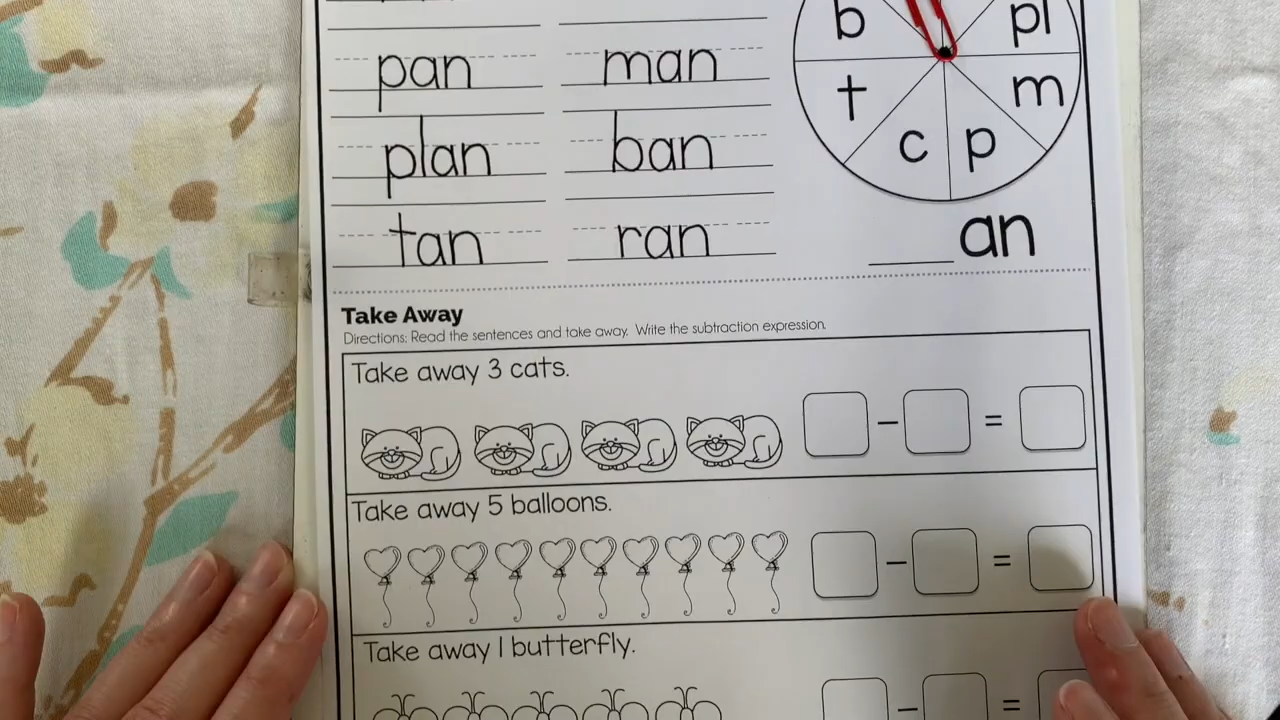 b pl
pan man
t m
plan ban
c p
tan ran
___an
Take Away
Directions: Read the sentences and take away. Write the subtraction expression.
Take away 3 cats.
− =
Take away 5 balloons.
− =
Take away 1 butterfly.
− =